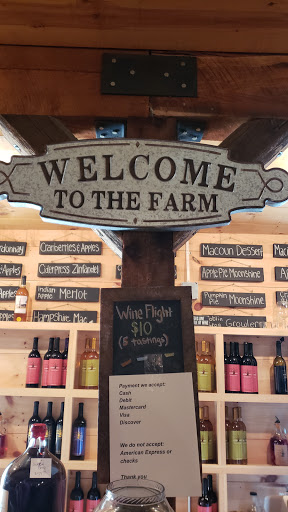 WELCOME
TO THE FARM
Cranberries & Apples
Ciderpress Zinfandel
Indian
Apple
Merlot
Macoun Dessert
Apple Pie Moonshine
Pumpkin
Pie
Moonshine
Growlers
Wine Flight
$10
(5 tastings)
Payment we accept:
Cash
Debit
Mastercard
Visa
Discover
We do not accept:
American Express or
checks
Thank you